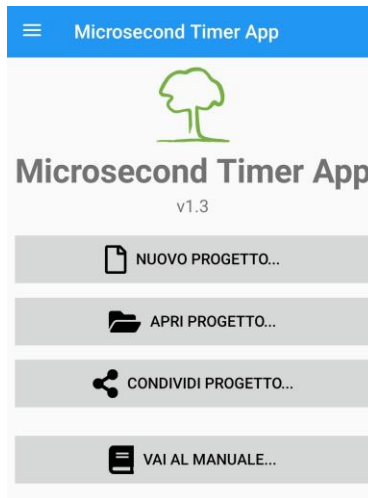 Microsecond Timer App
Microsecond Timer App
v1.3
NUOVO PROGETTO...
APRI PROGETTO...
CONDIVIDI PROGETTO...
VAI AL MANUALE...